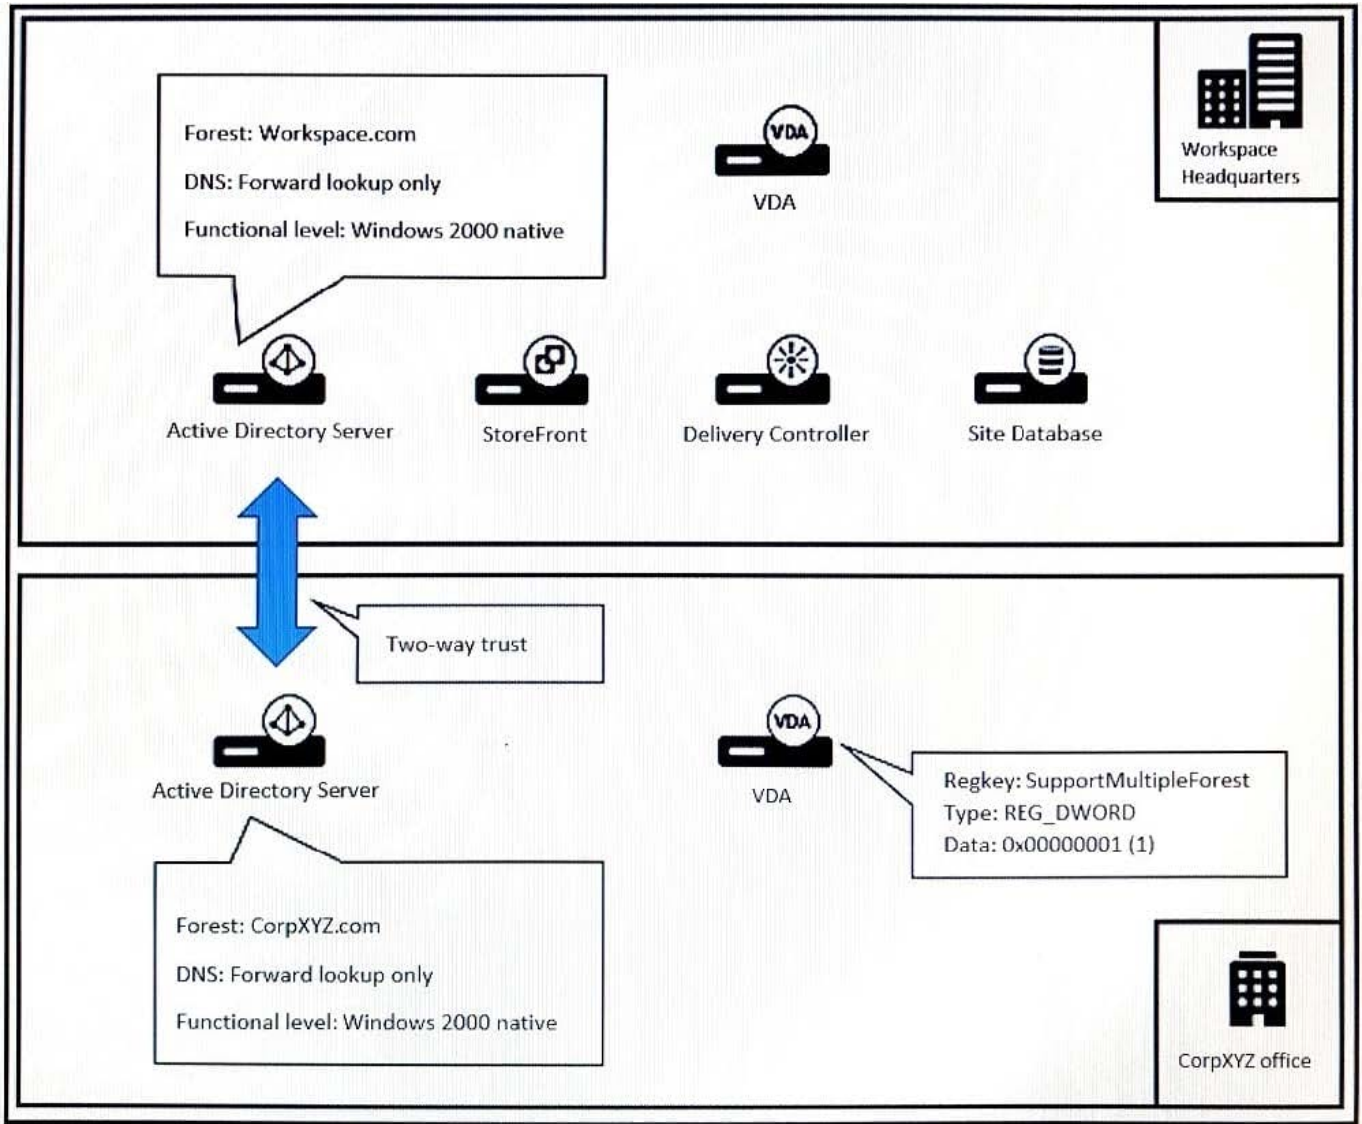 Workspace
Headquarters
Forest: Workspace.com
DNS: Forward lookup only
Functional level: Windows 2000 native
VDA
VDA
Active Directory Server
StoreFront
Delivery Controller
Site Database
Two-way trust
Active Directory Server
VDA
VDA
Regkey: SupportMultipleForest
Type: REG_DWORD
Data: 0x00000001 (1)
Forest: CorpXYZ.com
DNS: Forward lookup only
Functional level: Windows 2000 native
CorpXYZ office